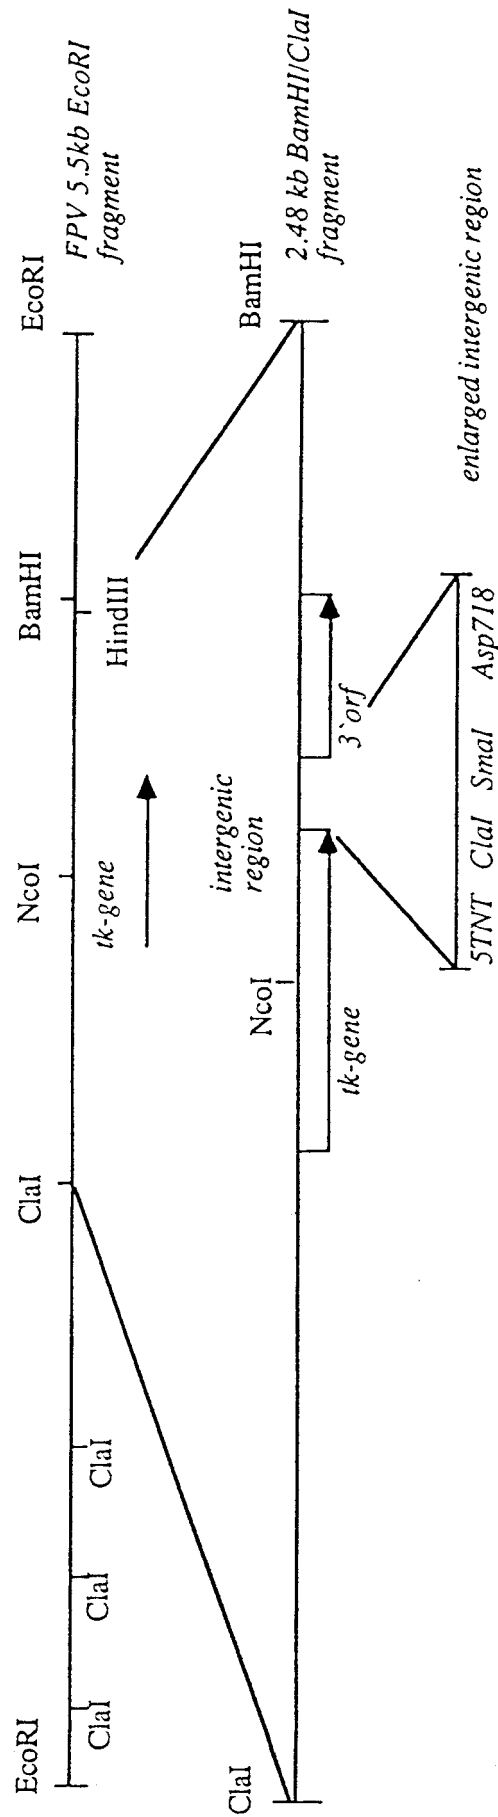 EcoRI
ClaI
ClaI
ClaI
ClaI
NcoI
BamHI
HindIII
EcoRI
FPV 5.5kb EcoRI
fragment
tk-gene
ClaI
NcoI
tk-gene
intergenic
region
3`orf
BamHI
2.48 kb BamHI/ClaI
fragment
5TNT ClaI SmaI Asp718
enlarged intergenic region